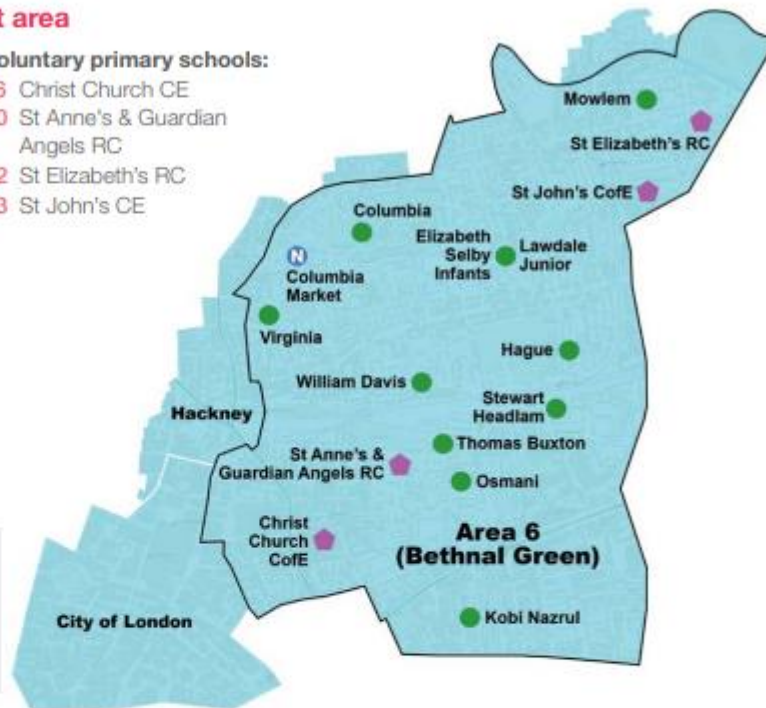 t area
oluntary primary schools:
6 Christ Church CE
0 St Anne's & Guardian
Angels RC
2 St Elizabeth's RC
3 St John's CE
Mowlem
St Elizabeth's RC
St John's CofE
Columbia
Elizabeth
Selby
Infants
Lawdale
Junior
N
Columbia
Market
Virginia
Hague
William Davis
Stewart
Headlam
Hackney
Thomas Buxton
St Anne's &
Guardian Angels RC
Osmani
Christ
Church
CofE
Area 6
(Bethnal Green)
City of London
Kobi Nazrul